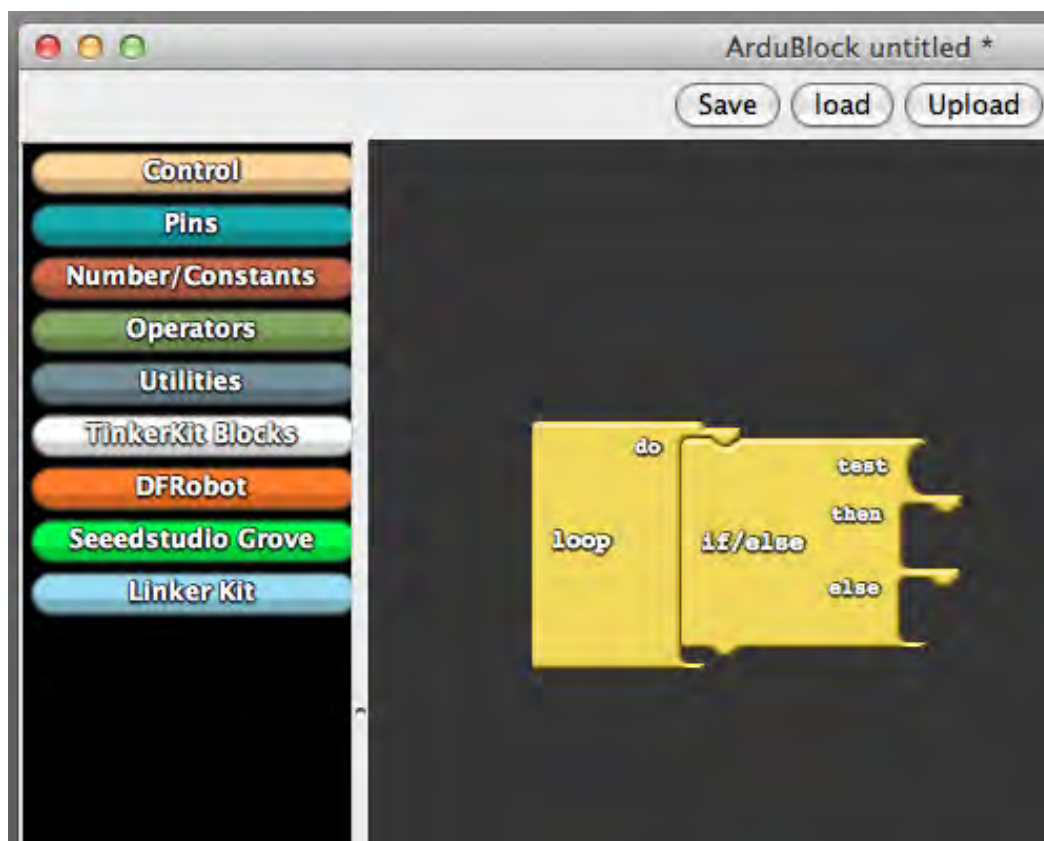 ArduBlock untitled *
Save load Upload
Control
Pins
Number/Constants
Operators
Utilities
TinkerKit Blocks
DFRobot
Seeedstudio Grove
Linker Kit
do
test
then
loop
if/else
else